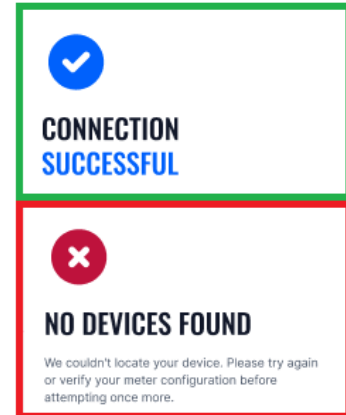 CONNECTION
SUCCESSFUL
NO DEVICES FOUND
We couldn't locate your device. Please try again
or verify your meter configuration before
attempting once more.